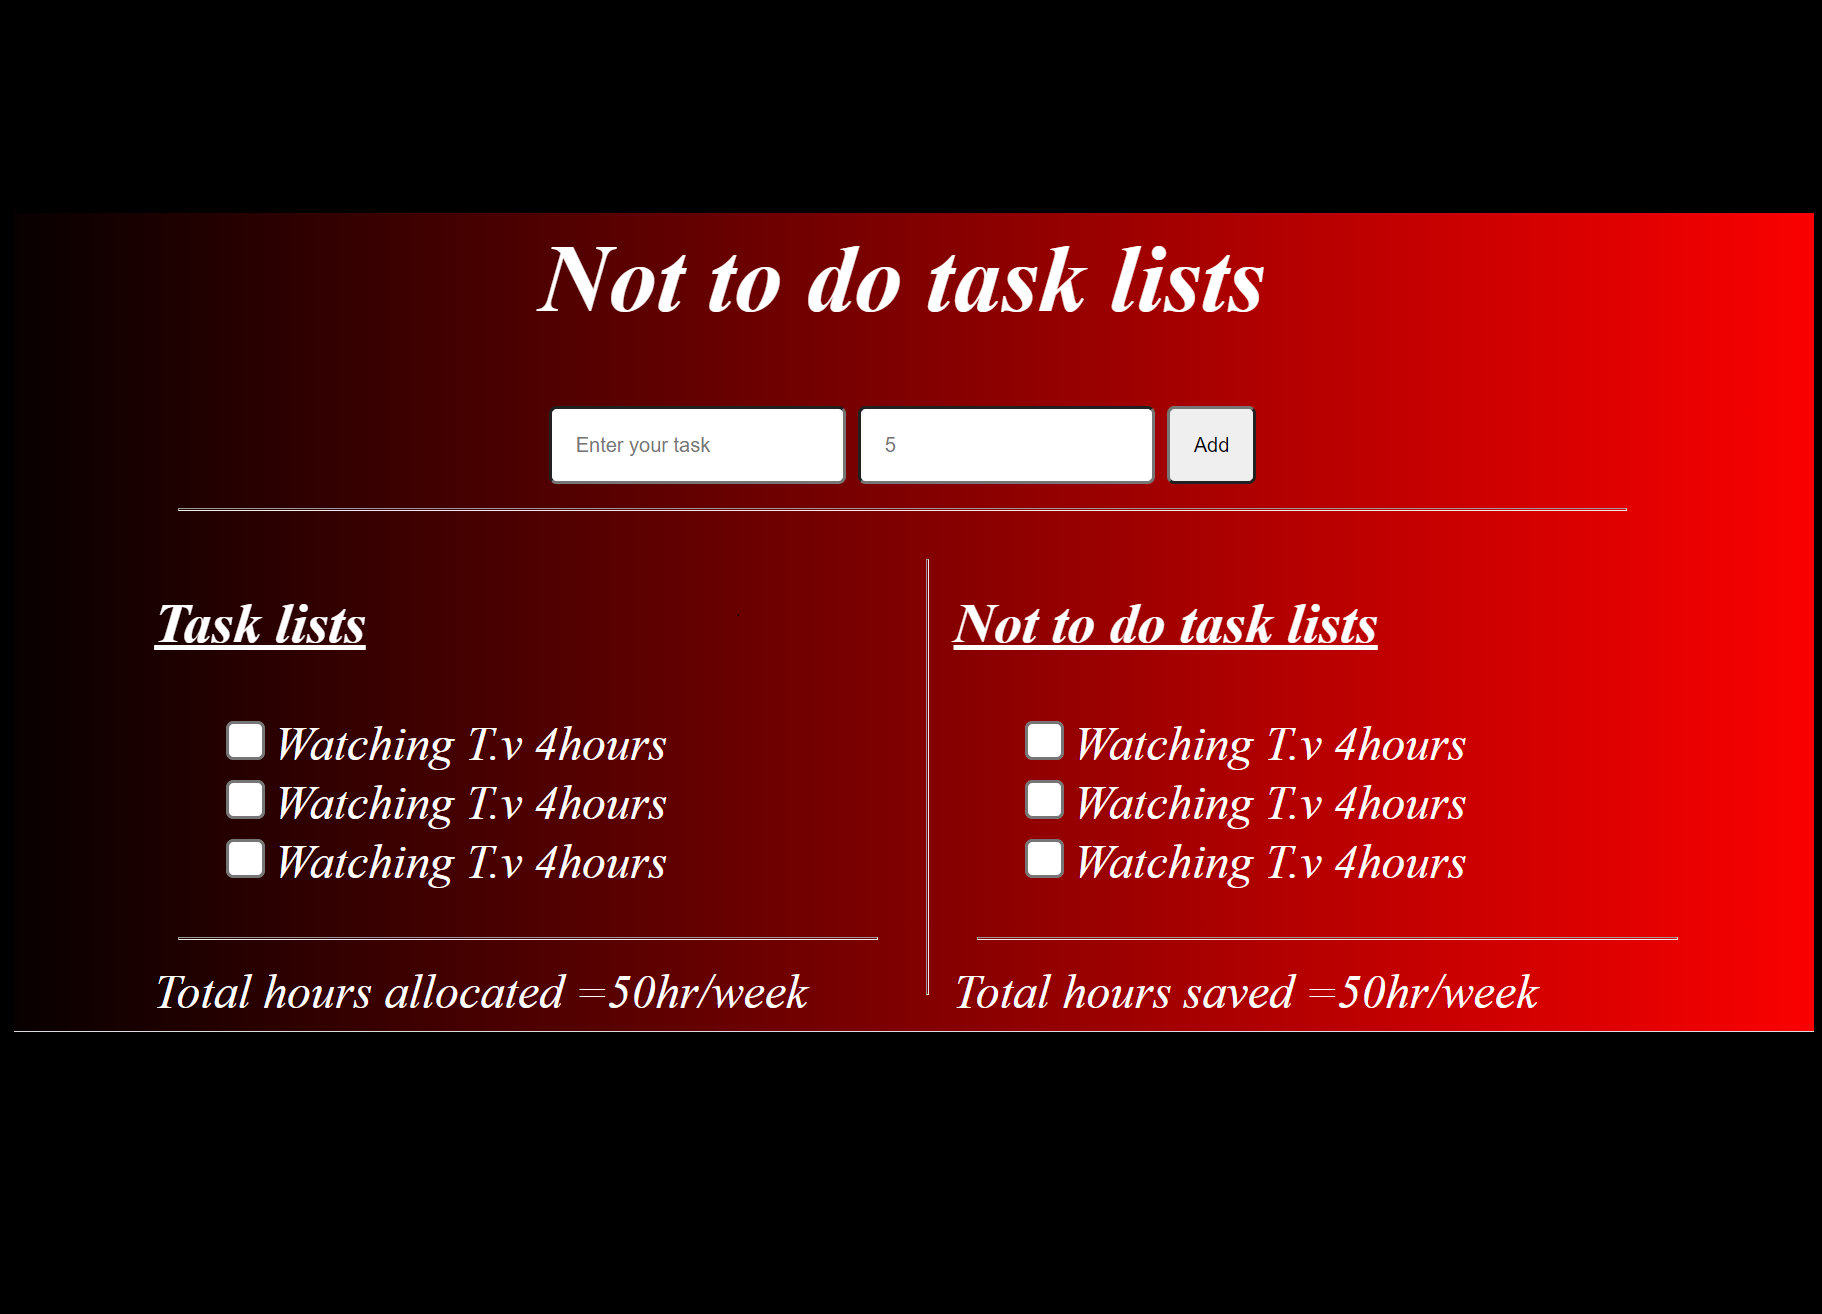 Not to do task lists
Enter your task 5 Add
Task lists
Watching T.v 4hours
Watching T.v 4hours
Watching T.v 4hours
Total hours allocated =50hr/week
Not to do task lists
Watching T.v 4hours
Watching T.v 4hours
Watching T.v 4hours
Total hours saved =50hr/week